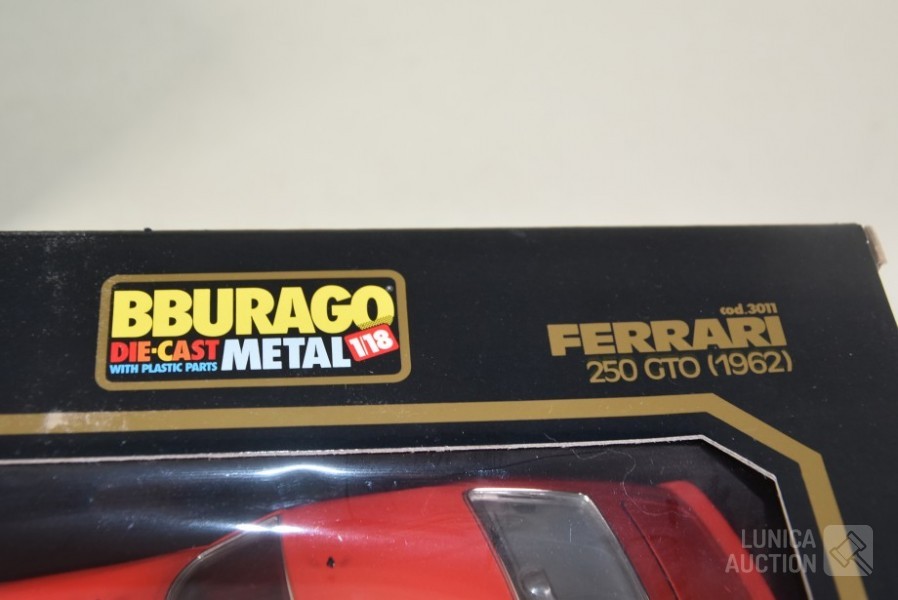 BBURAGO
DIE-CAST METAL 1/18
WITH PLASTIC PARTS
cod.3011
FERRARI
250 GTO (1962)
LUNICA
AUCTION